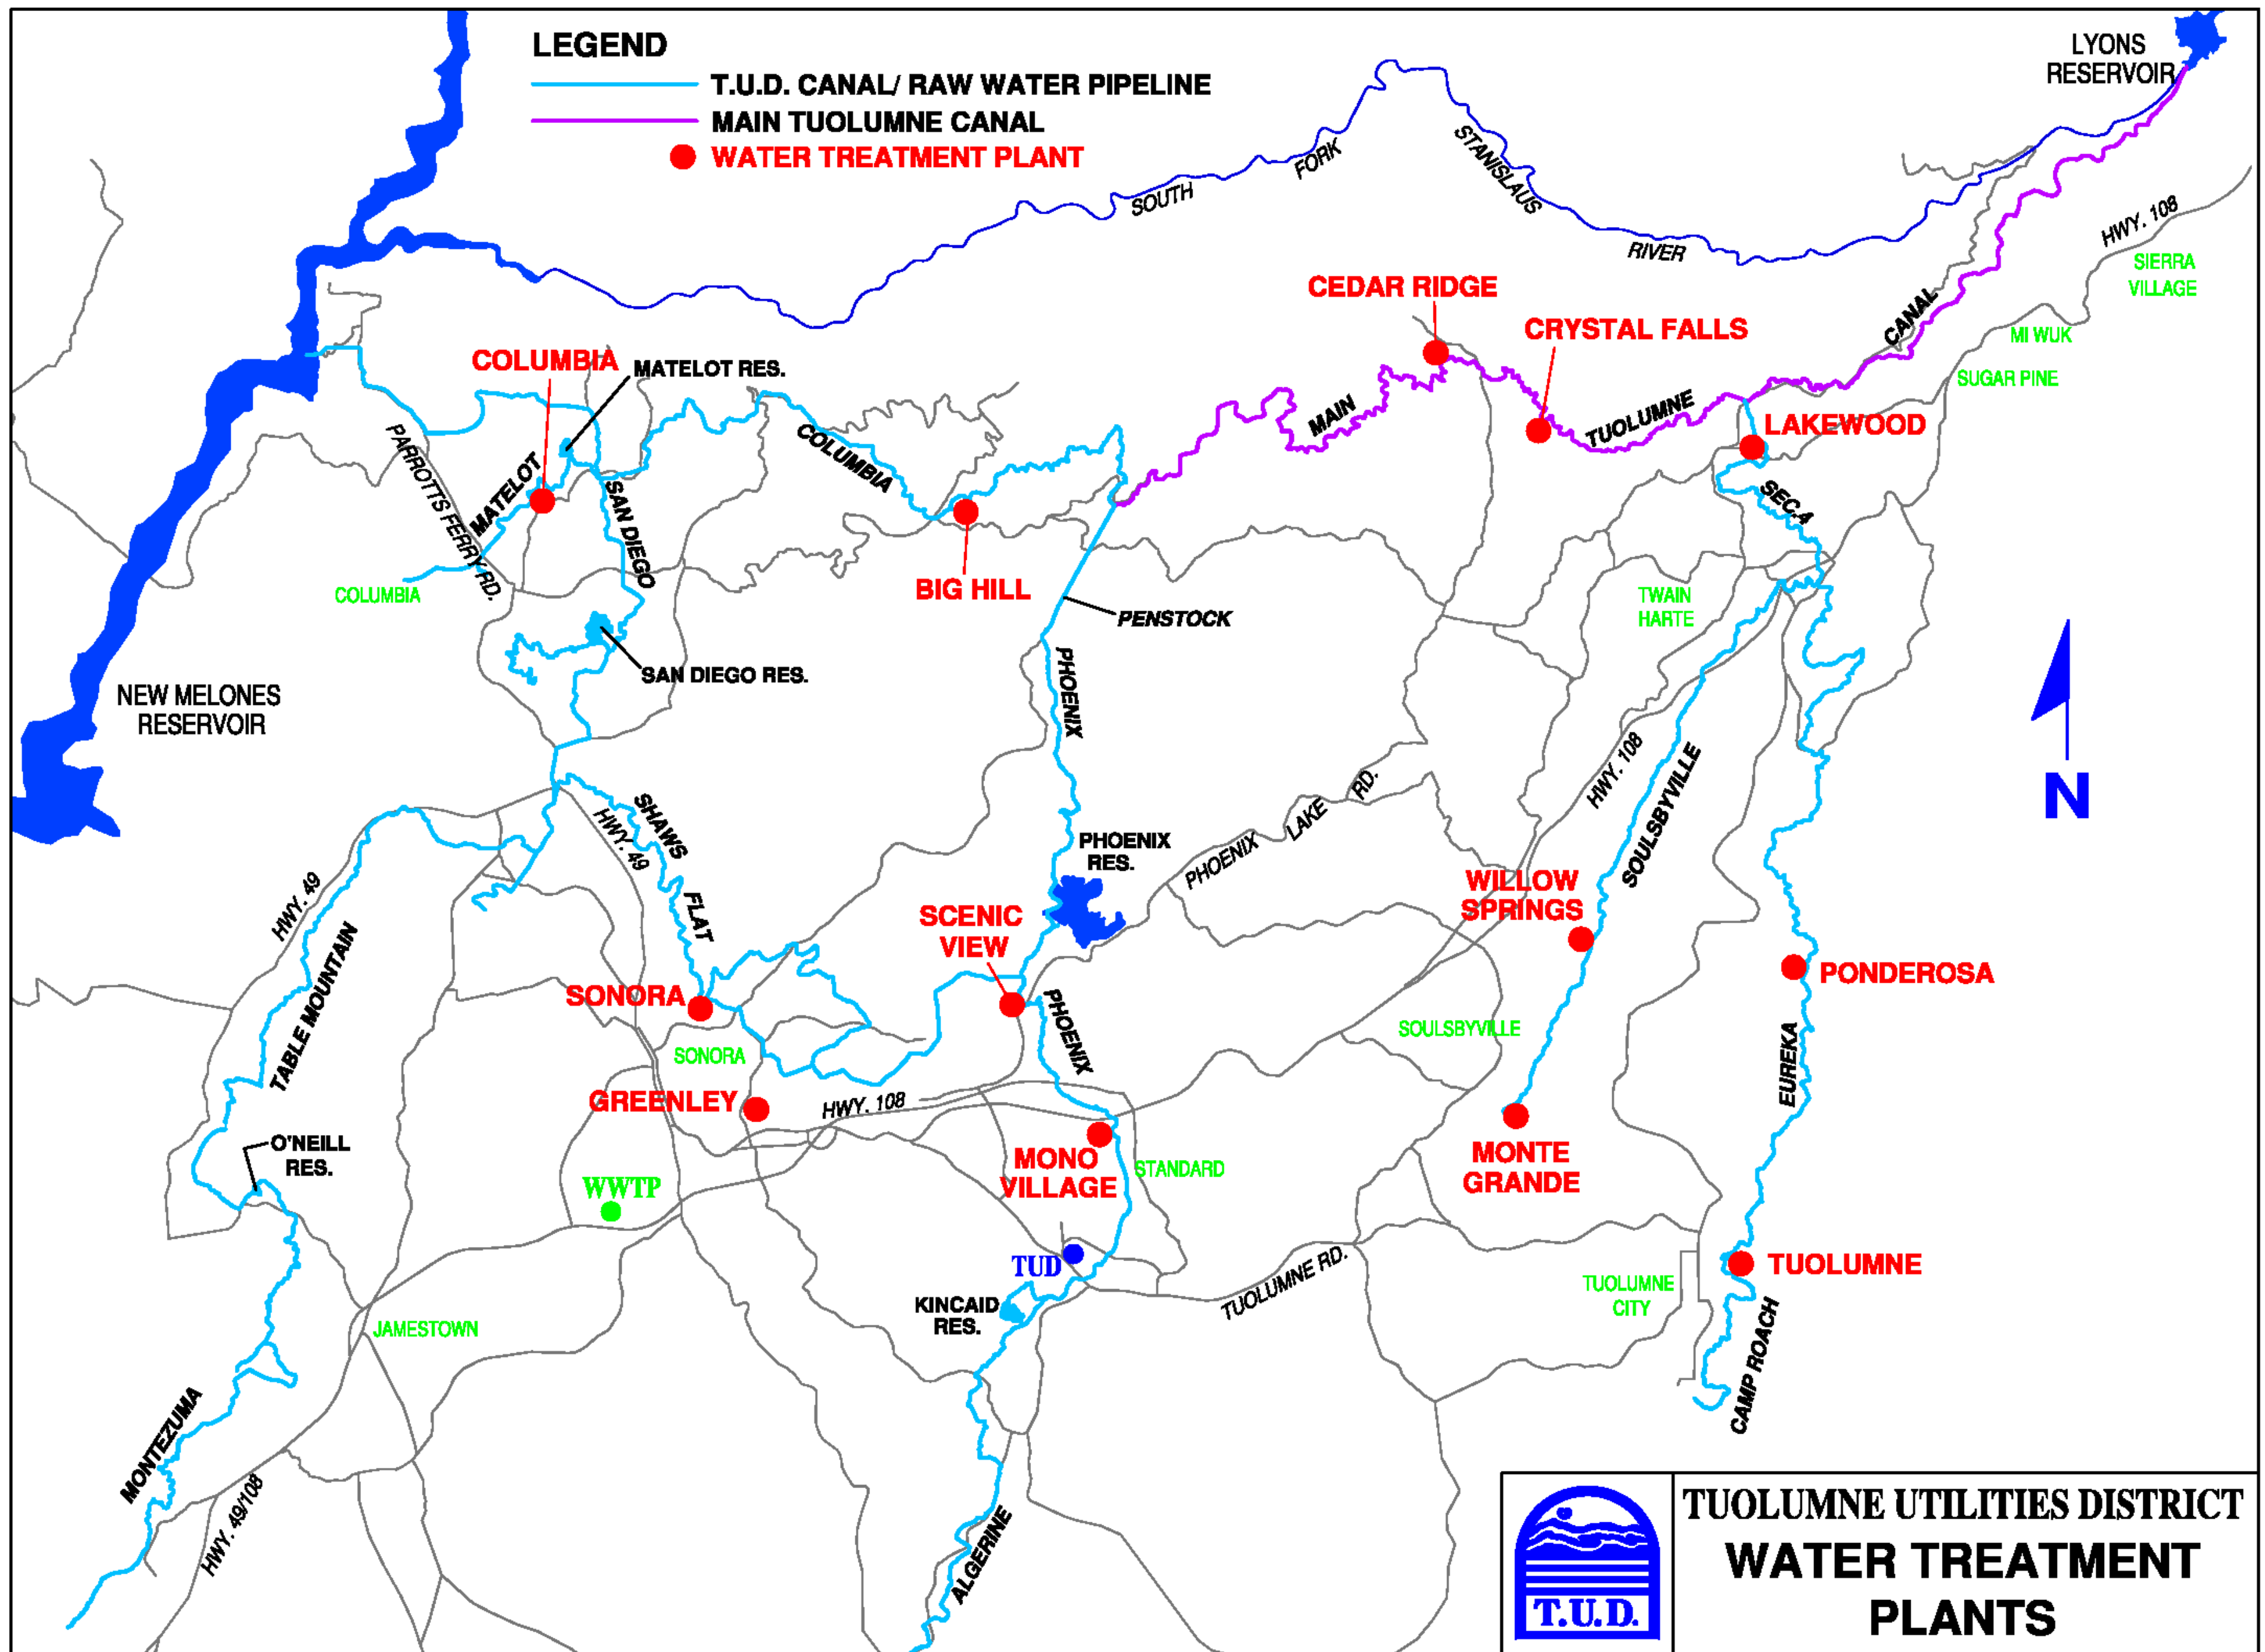 LEGEND
T.U.D. CANAL/ RAW WATER PIPELINE
MAIN TUOLUMNE CANAL
WATER TREATMENT PLANT
LYONS
RESERVOIR
SOUTH
FORK
STANISLAUS
RIVER
HWY. 108
SIERRA
VILLAGE
MI WUK
SUGAR PINE
CANAL
CEDAR RIDGE
CRYSTAL FALLS
MAIN
TUOLUMNE
LAKEWOOD
SEC.4
COLUMBIA
MATELOT RES.
COLUMBIA
MATELOT
SAN DIEGO
PARROTTS FERRY RD.
COLUMBIA
BIG HILL
PENSTOCK
TWAIN
HARTE
SAN DIEGO RES.
NEW MELONES
RESERVOIR
PHOENIX
N
HWY. 108
SOULSBYVILLE
SHAWS
FLAT
HWY. 49
PHOENIX
RES.
PHOENIX
LAKE
RD.
HWY. 49
TABLE MOUNTAIN
SCENIC
VIEW
WILLOW
SPRINGS
PONDEROSA
SONORA
SONORA
PHOENIX
SOULSBYVILLE
EUREKA
GREENLEY
HWY. 108
O'NEILL
RES.
WWTP
MONO
VILLAGE
STANDARD
MONTE
GRANDE
TUD
TUOLUMNE RD.
TUOLUMNE
TUOLUMNE
CITY
KINCAID
RES.
JAMESTOWN
CAMP ROACH
MONTEZUMA
HWY. 49/108
ALGERINE
T.U.D.
TUOLUMNE UTILITIES DISTRICT
WATER TREATMENT
PLANTS